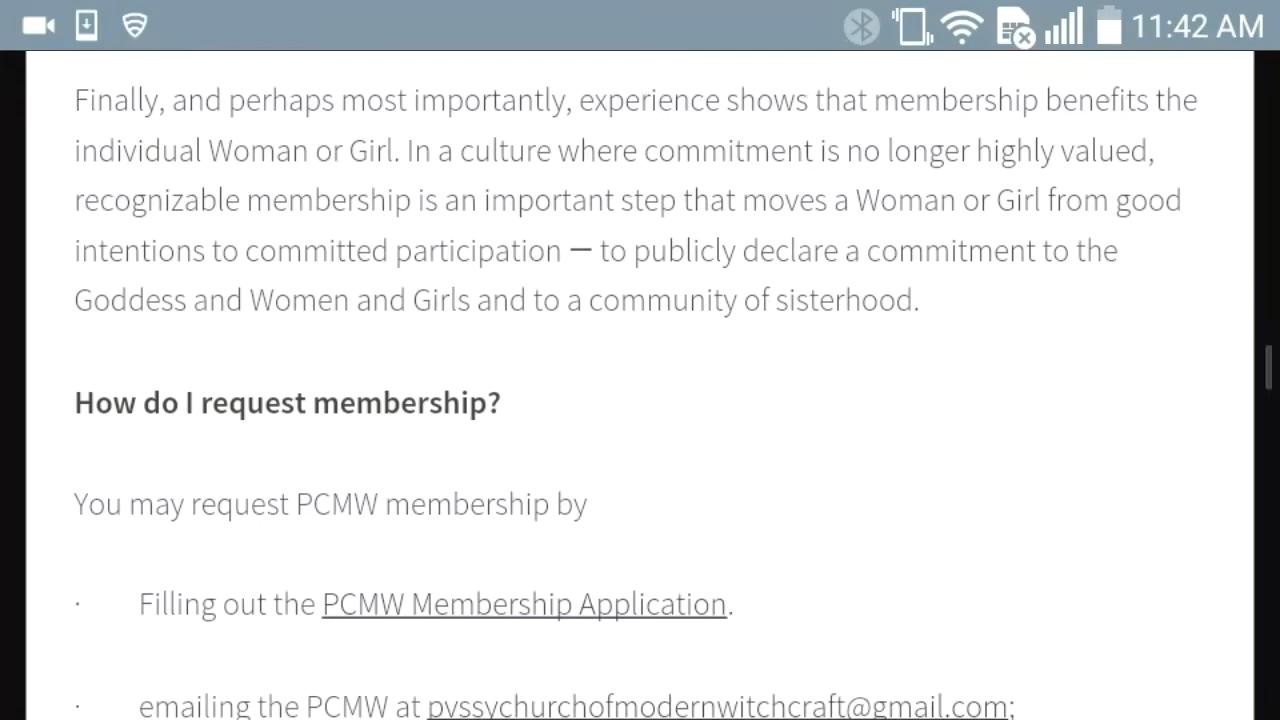 11:42 AM
Finally, and perhaps most importantly, experience shows that membership benefits the
individual Woman or Girl. In a culture where commitment is no longer highly valued,
recognizable membership is an important step that moves a Woman or Girl from good
intentions to committed participation — to publicly declare a commitment to the
Goddess and Women and Girls and to a community of sisterhood.
How do I request membership?
You may request PCMW membership by
· Filling out the PCMW Membership Application.
· emailing the PCMW at pvssychurchofmodernwitchcraft@gmail.com;